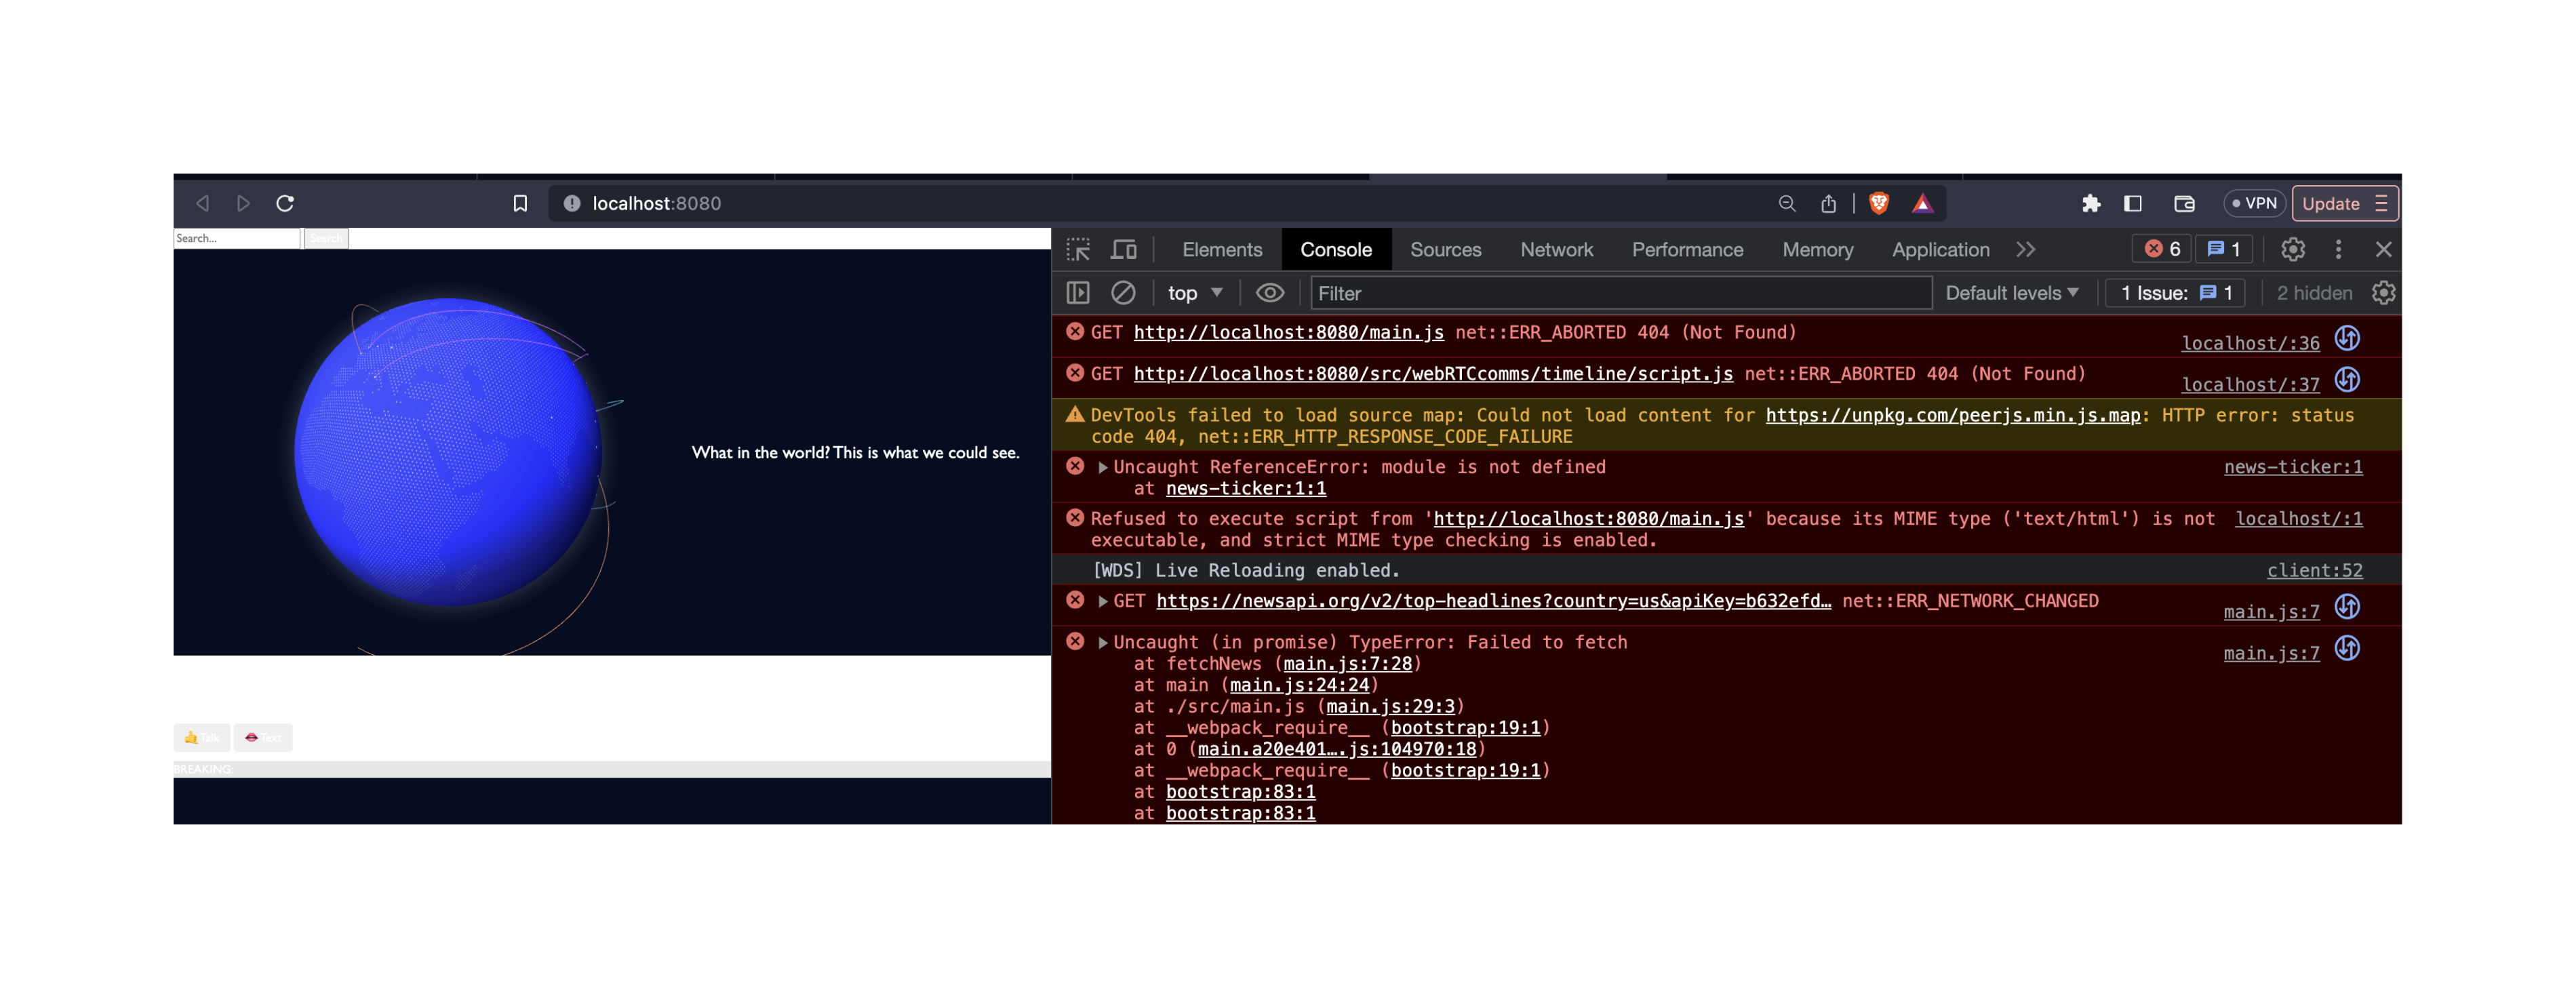 localhost:8080
VPN
Update
Search...
Search
What in the world? This is what we could see.
🤙Talk
👄Text
BREAKING:
Elements Console Sources Network Performance Memory Application
6
1
top
Filter
Default levels
1 Issue: 1
2 hidden
GET http://localhost:8080/main.js net::ERR_ABORTED 404 (Not Found) localhost/:36
GET http://localhost:8080/src/webRTCcomms/timeline/script.js net::ERR_ABORTED 404 (Not Found) localhost/:37
DevTools failed to load source map: Could not load content for https://unpkg.com/peerjs.min.js.map: HTTP error: status
code 404, net::ERR_HTTP_RESPONSE_CODE_FAILURE
Uncaught ReferenceError: module is not defined news-ticker:1
at news-ticker:1:1
Refused to execute script from 'http://localhost:8080/main.js' because its MIME type ('text/html') is not localhost/:1
executable, and strict MIME type checking is enabled.
[WDS] Live Reloading enabled. client:52
GET https://newsapi.org/v2/top-headlines?country=us&apiKey=b632efd… net::ERR_NETWORK_CHANGED main.js:7
Uncaught (in promise) TypeError: Failed to fetch main.js:7
at fetchNews (main.js:7:28)
at main (main.js:24:24)
at ./src/main.js (main.js:29:3)
at __webpack_require__ (bootstrap:19:1)
at 0 (main.a20e401….js:104970:18)
at __webpack_require__ (bootstrap:19:1)
at bootstrap:83:1
at bootstrap:83:1